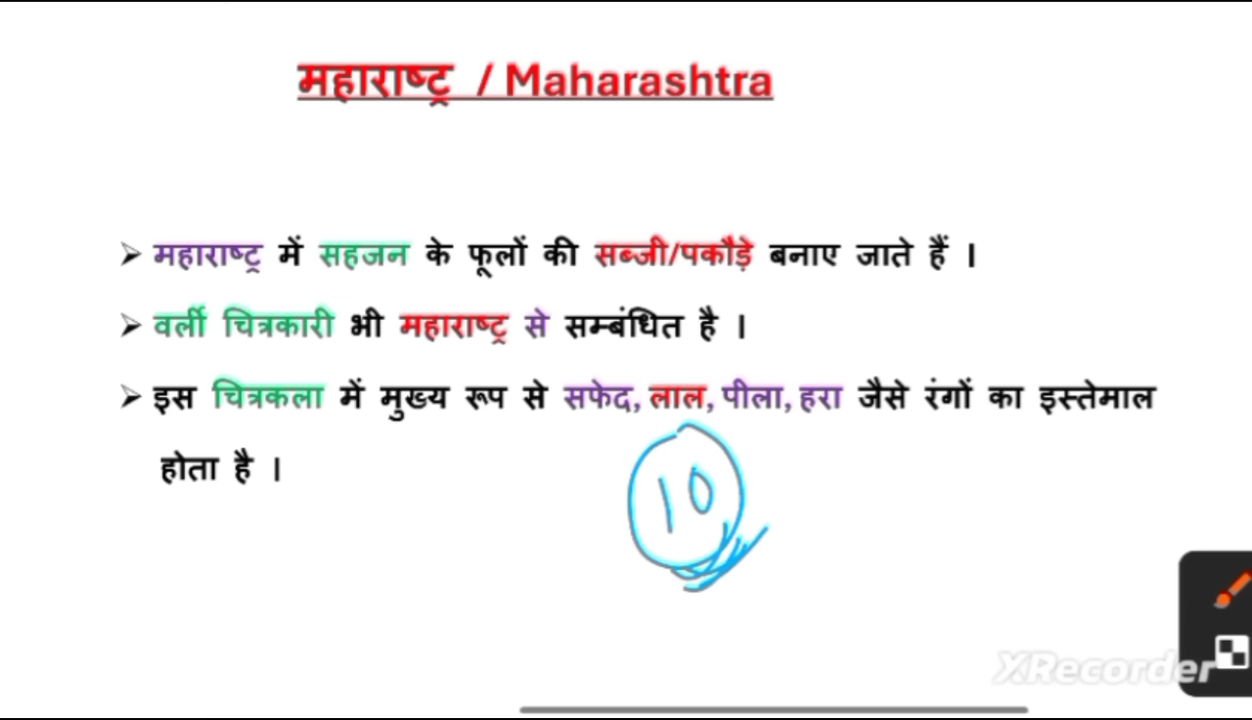 महाराष्ट्र / Maharashtra
➢ महाराष्ट्र में सहजन के फूलों की सब्जी/पकौड़े बनाए जाते हैं ।
➢ वर्ली चित्रकारी भी महाराष्ट्र से सम्बंधित है ।
➢ इस चित्रकला में मुख्य रूप से सफेद, लाल, पीला, हरा जैसे रंगों का इस्तेमाल
होता है ।
10
XRecorder